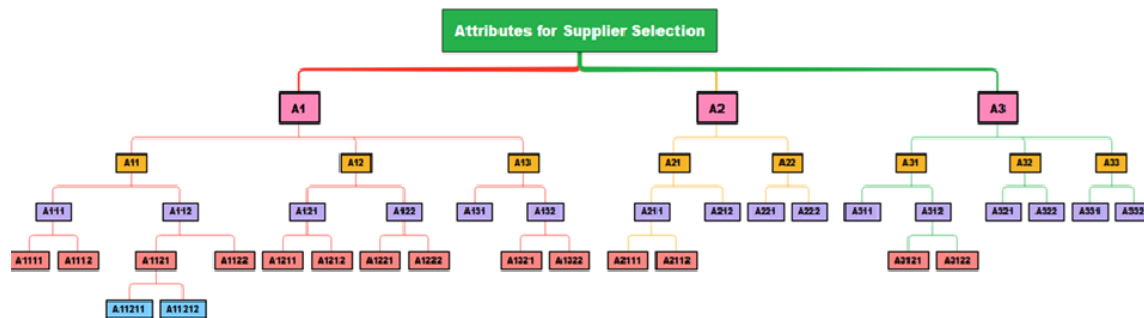 Attributes for Supplier Selection
A1 A2 A3
A11 A12 A13 A21 A22 A31 A32 A33
A111 A112 A121 A122 A131 A132 A211 A212 A221 A222 A311 A312 A321 A322 A331 A332
A1111 A1112 A1121 A1122 A1211 A1212 A1221 A1222 A1321 A1322 A2111 A2112 A3121 A3122
A11211 A11212